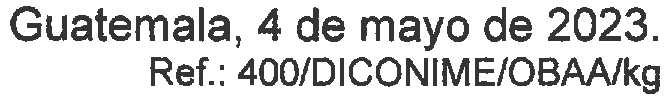 Guatemala, 4 de mayo de 2023.
Ref.: 400/DICONIME/OBAA/kg